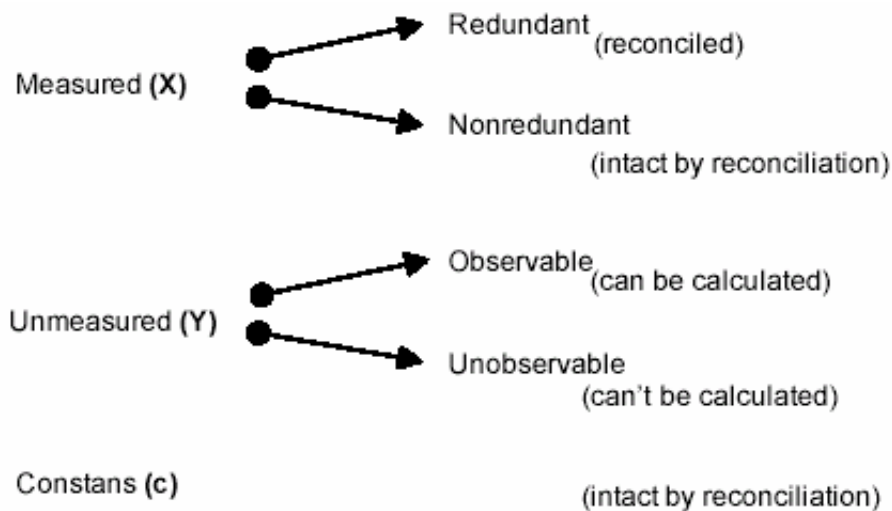 Redundant
(reconciled)
Measured (X)
Nonredundant
(intact by reconciliation)
Observable
(can be calculated)
Unmeasured (Y)
Unobservable
(can’t be calculated)
Constans (c)
(intact by reconciliation)